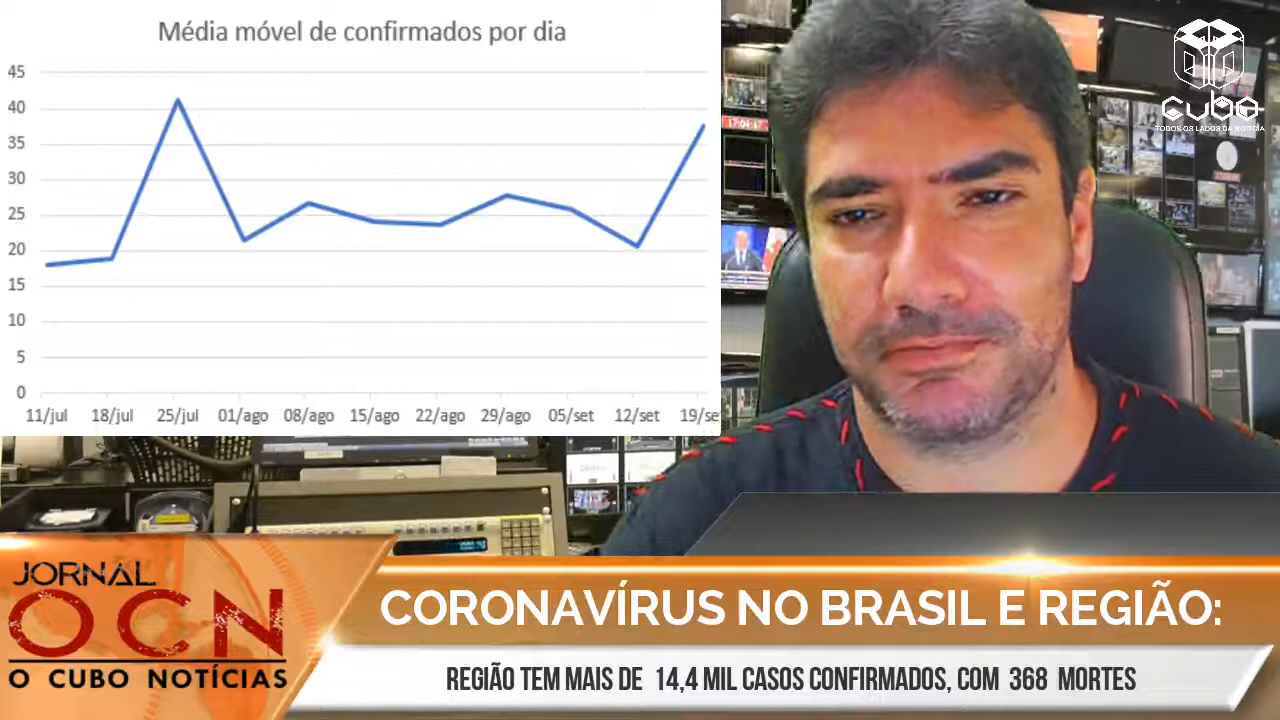 Média móvel de confirmados por dia
45
40
35
30
25
20
15
10
5
0
11/jul 18/jul 25/jul 01/ago 08/ago 15/ago 22/ago 29/ago 05/set 12/set 19/se
cubo
TODOS OS LADOS DA NOTÍCIA
JORNAL
OCN
O CUBO NOTÍCIAS
CORONAVÍRUS NO BRASIL E REGIÃO:
REGIÃO TEM MAIS DE 14,4 MIL CASOS CONFIRMADOS, COM 368 MORTES